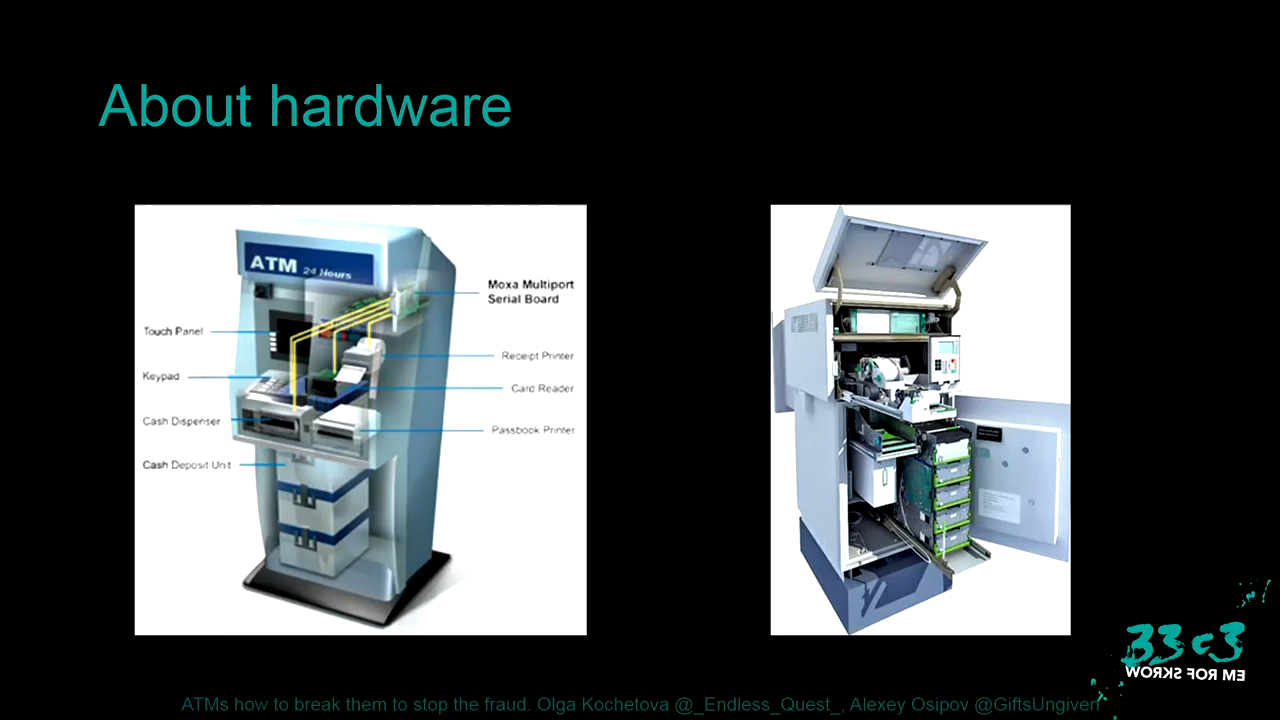 About hardware
ATM 24 Hours
Moxa Multiport
Serial Board
Touch Panel
Receipt Printer
Keypad
Card Reader
Cash Dispenser
Passbook Printer
Cash Deposit Unit
33c3
WORKS FOR ME
ATMs how to break them to stop the fraud. Olga Kochetova @_Endless_Quest_, Alexey Osipov @GiftsUngiven